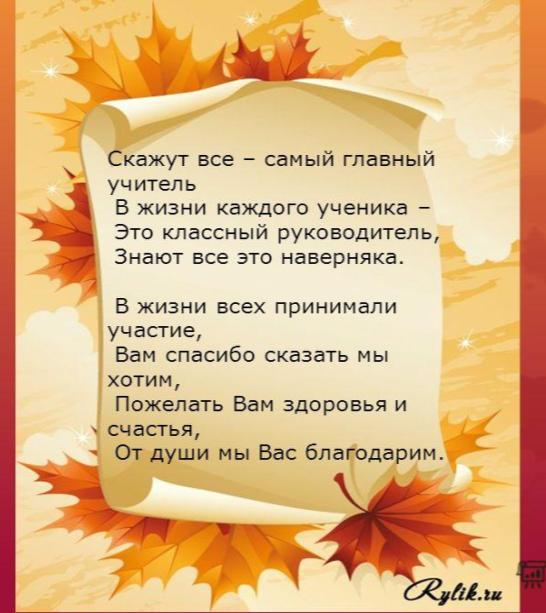 Скажут все – самый главный
учитель
В жизни каждого ученика –
Это классный руководитель,
Знают все это наверняка.

В жизни всех принимали
участие,
Вам спасибо сказать мы
хотим,
Пожелать Вам здоровья и
счастья,
От души мы Вас благодарим.
Rylik.ru